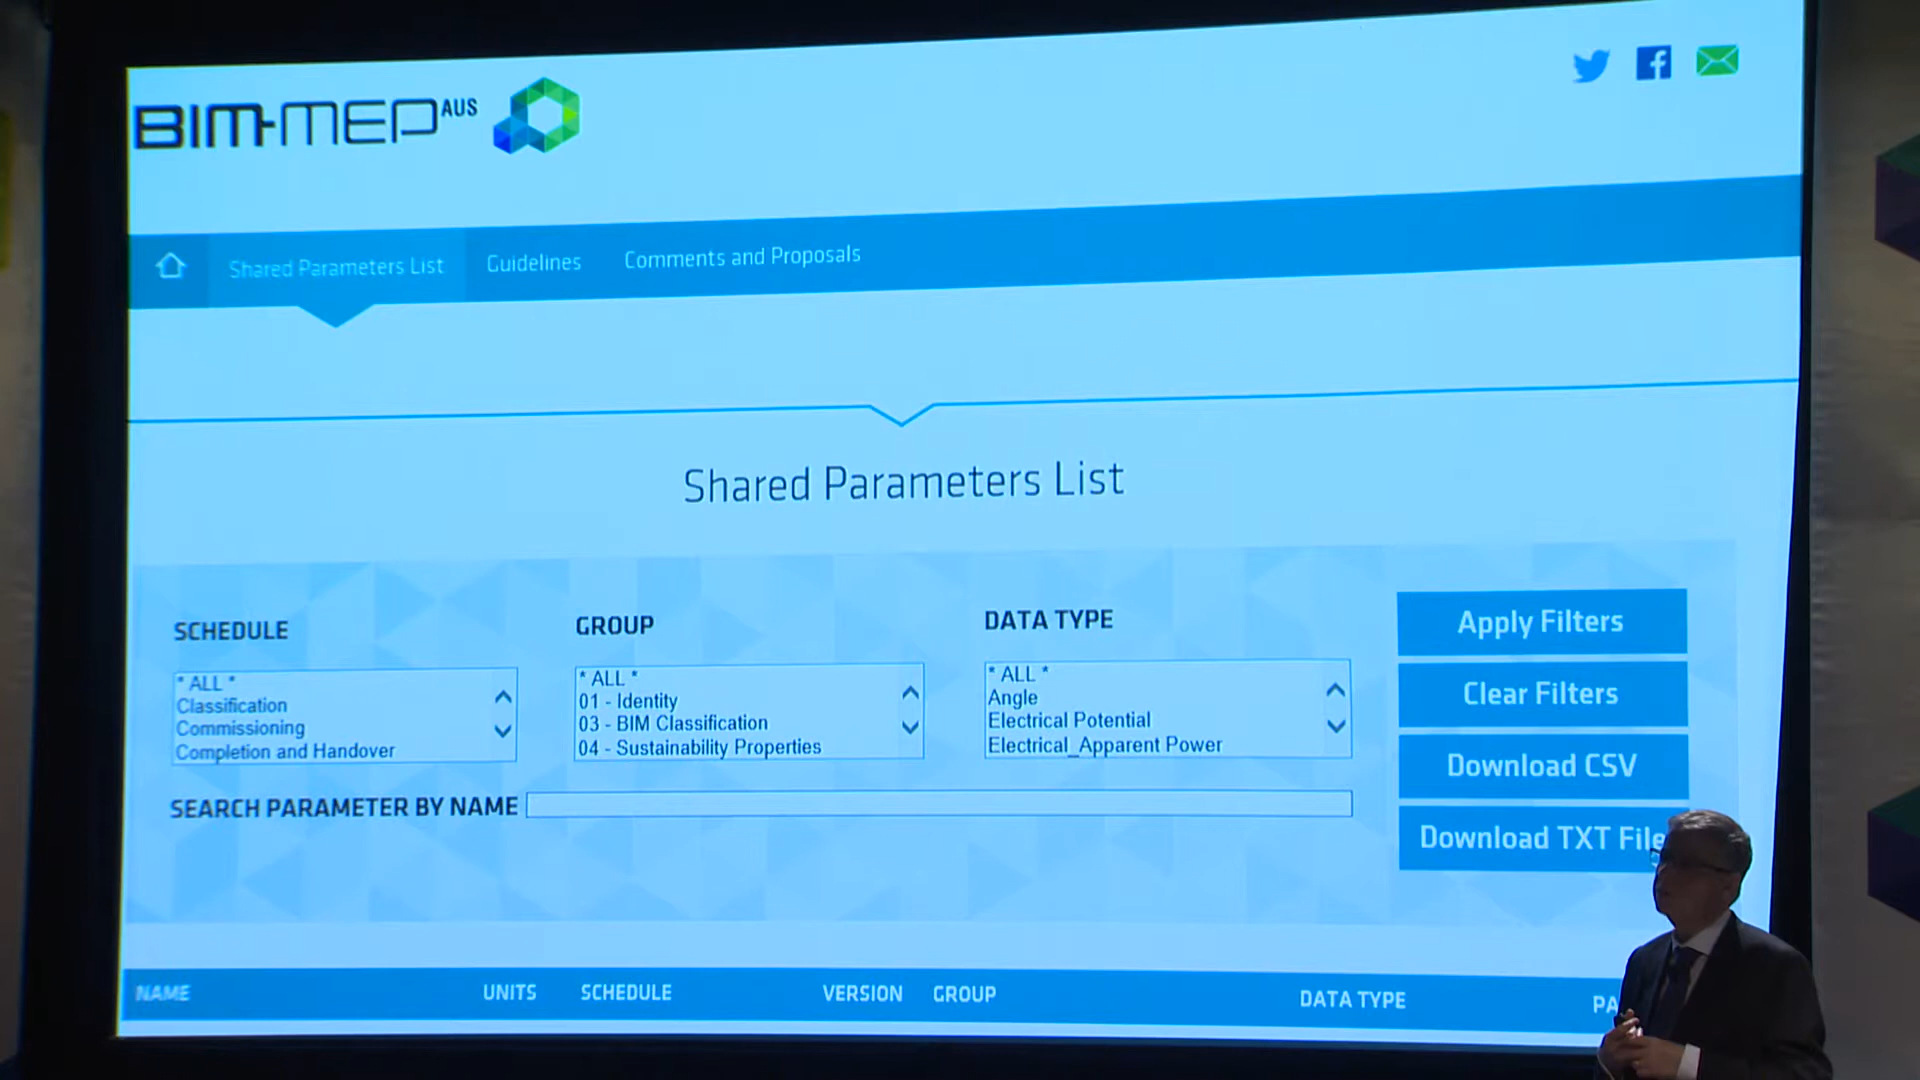 BIM-MEP AUS
Shared Parameters List
Guidelines
Comments and Proposals
Shared Parameters List
SCHEDULE
* ALL *
Classification
Commissioning
Completion and Handover
GROUP
* ALL *
01 - Identity
03 - BIM Classification
04 - Sustainability Properties
DATA TYPE
* ALL *
Angle
Electrical Potential
Electrical_Apparent Power
Apply Filters
Clear Filters
Download CSV
Download TXT File
SEARCH PARAMETER BY NAME
NAME UNITS SCHEDULE VERSION GROUP DATA TYPE